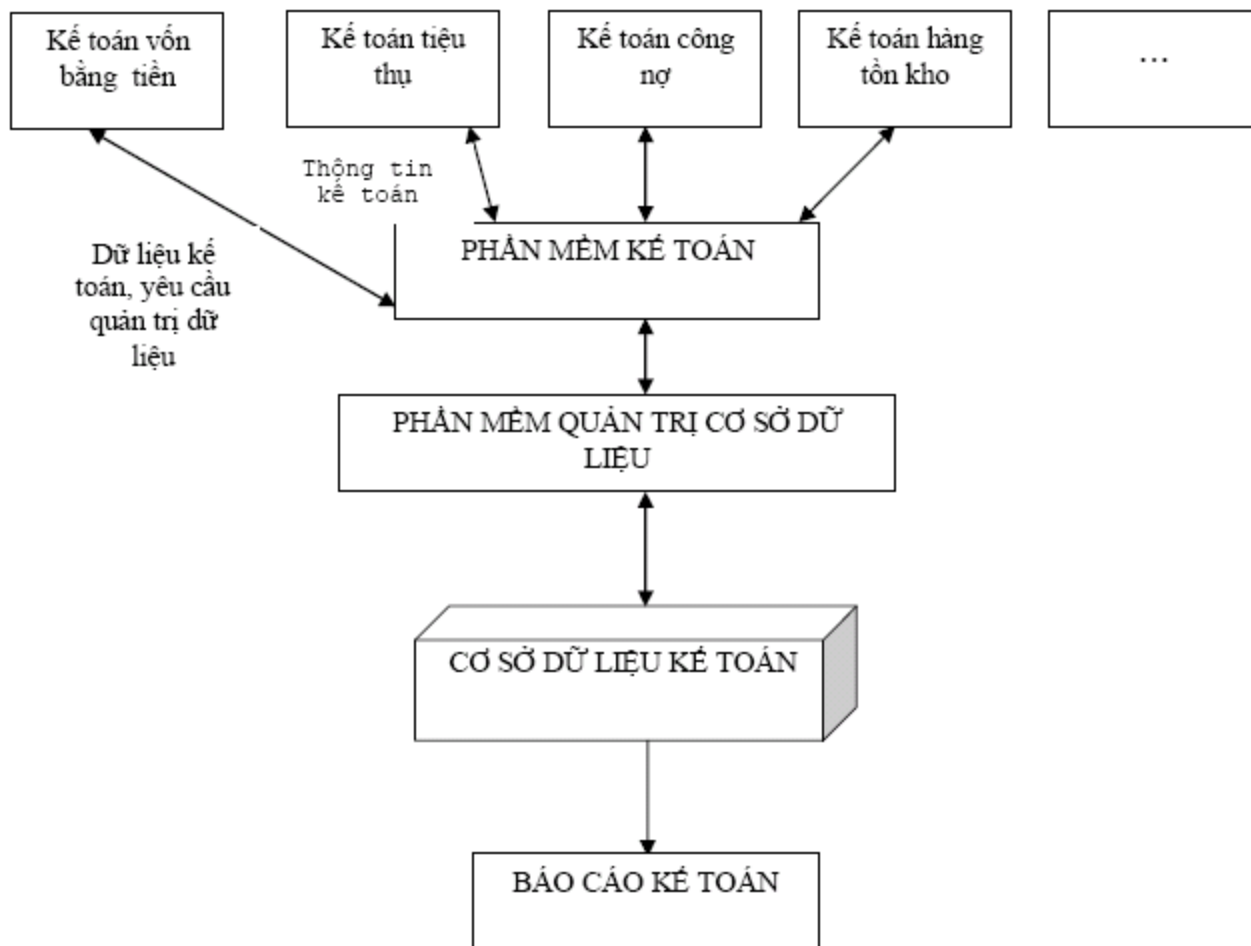 Kế toán vốn
bằng tiền
Kế toán tiệu
thụ
Kế toán công
nợ
Kế toán hàng
tồn kho
...
Thộng tin
kế toán
Dữ liệu kế
toán, yêu cầu
quản trị dữ
liệu
PHẦN MỀM KẾ TOÁN
PHẦN MỀM QUẢN TRỊ CƠ SỞ DỮ
LIỆU
CƠ SỞ DỮ LIỆU KẾ TOÁN
BÁO CÁO KẾ TOÁN